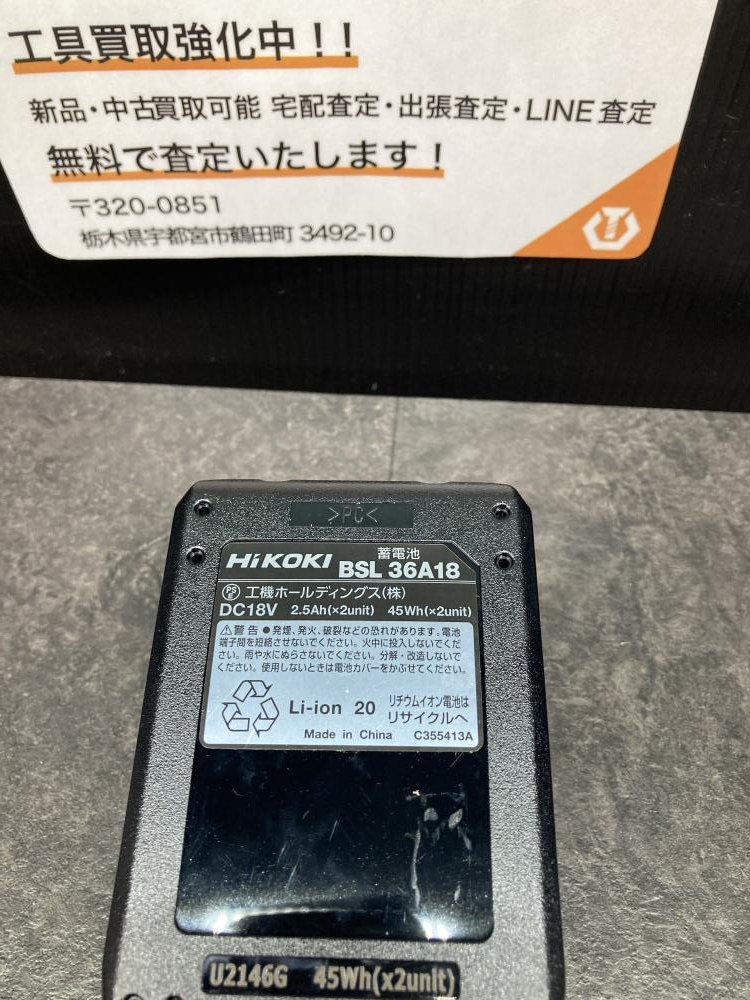 工具買取強化中!!
新品・中古買取可能 宅配査定・出張査定・LINE査定
無料で査定いたします!
〒320-0851
栃木県宇都宮市鶴田町 3492-10
>PC<
HiKOKI 蓄電池 BSL 36A18
PSE 工機ホールディングス(株)
DC18V 2.5Ah(×2unit) 45Wh(×2unit)
⚠警告 ●発煙、発火、破裂などの恐れがあります。電池
端子間を短絡させないでください。火中に投入しないでくだ
さい。雨や水にぬらさないでください。分解・改造しないで
ください。使用しないときは電池カバーをかぶせてください。
Li-ion 20 リチウムイオン電池は
リサイクルへ
Made in China C355413A
U2146G 45Wh(x2unit)